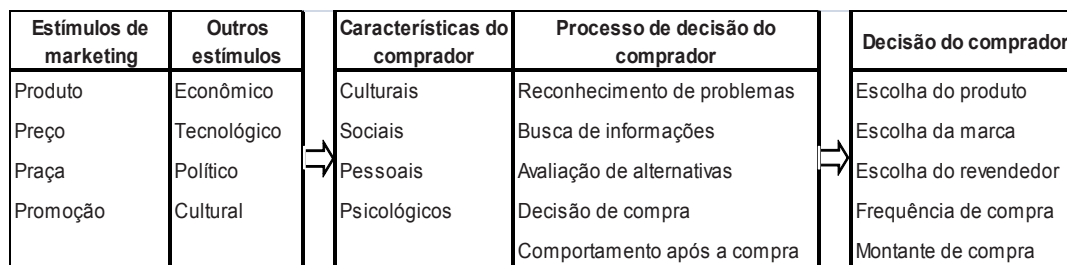 Estímulos de marketing
Outros estímulos
Características do comprador
Processo de decisão do comprador
Decisão do comprador
Produto
Econômico
Culturais
Reconhecimento de problemas
Escolha do produto
Preço
Tecnológico
Sociais
Busca de informações
Escolha da marca
Praça
Político
Pessoais
Avaliação de alternativas
Escolha do revendedor
Promoção
Cultural
Psicológicos
Decisão de compra
Frequência de compra
Comportamento após a compra
Montante de compra